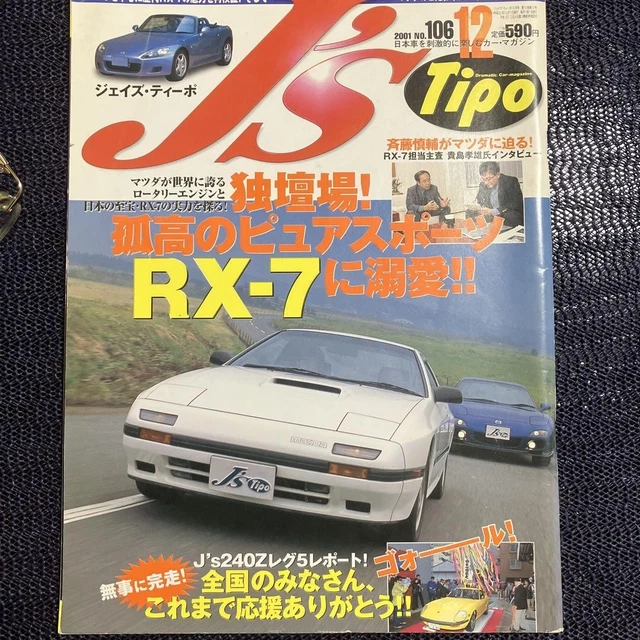 J's
Tipo
Dramatic Car-magazine
2001 NO.106
12
定価590円
日本車を刺激的に楽しむカー・マガジン
ジェイズ・ティーポ
斉藤慎輔がマツダに迫る!
RX-7担当主査 貴島孝雄氏インタビュー
マツダが世界に誇る
ロータリーエンジンと
日本の至宝・RX-7の実力を探る!
独壇場!
孤高のピュアスポーツ
RX-7に溺愛!!
mazda
J's Tipo
J's
J's240Zレグ5レポート!
ゴォーール!
無事に完走!
全国のみなさん、
これまで応援ありがとう!!